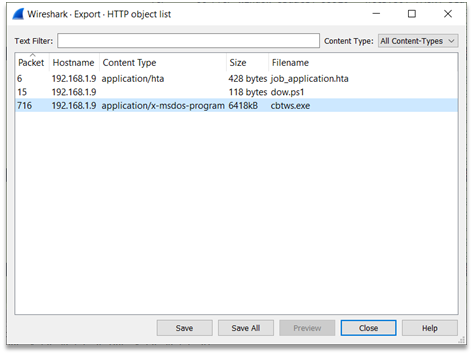 Wireshark · Export · HTTP object list
Text Filter: Content Type: All Content-Types
Packet Hostname Content Type Size Filename
6 192.168.1.9 application/hta 428 bytes job_application.hta
15 192.168.1.9 118 bytes dow.ps1
716 192.168.1.9 application/x-msdos-program 6418kB cbtws.exe
Save Save All Preview Close Help